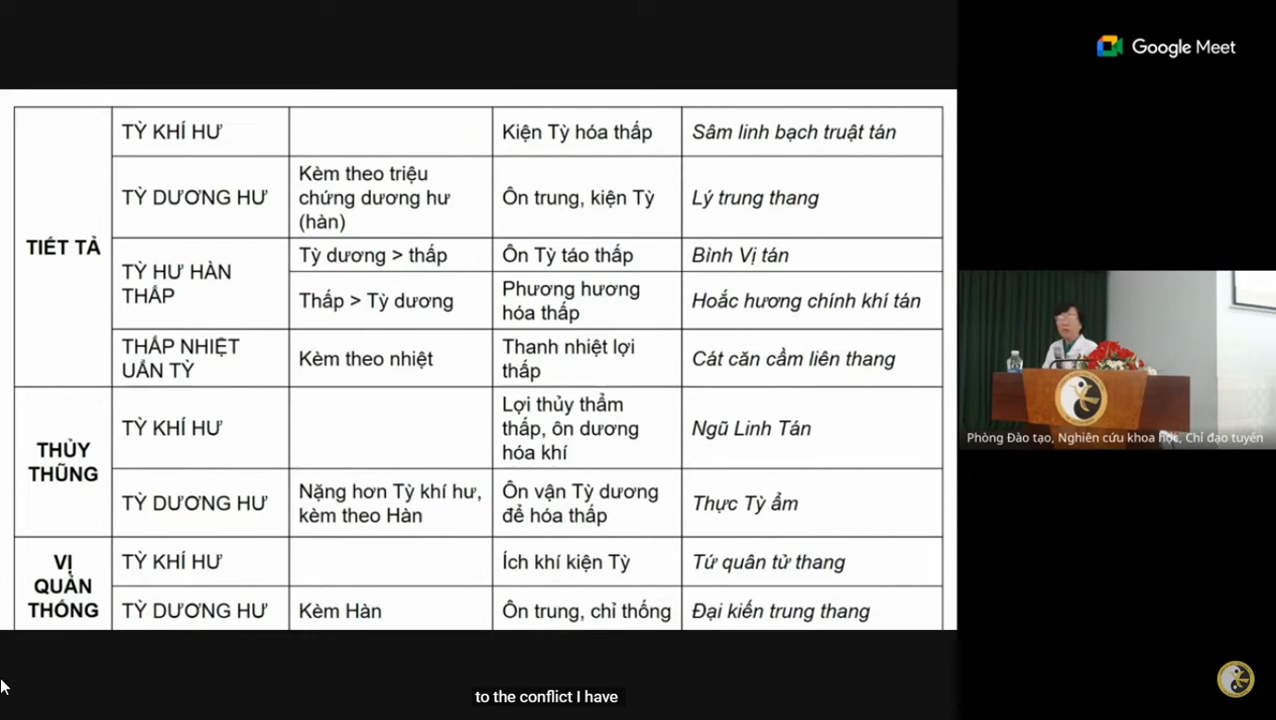 Google Meet
TỲ KHÍ HƯ
Kiện Tỳ hóa thấp
Sâm linh bạch truật tán
Kèm theo triệu
chứng dương hư
(hàn)
TỲ DƯƠNG HƯ
Ôn trung, kiện Tỳ
Lý trung thang
TIẾT TẢ
TỲ HƯ HÀN
THẤP
Tỳ dương > thấp
Ôn Tỳ táo thấp
Bình Vị tán
Thấp > Tỳ dương
Phương hương
hóa thấp
Hoắc hương chính khí tán
THẤP NHIỆT
UẨN TỲ
Kèm theo nhiệt
Thanh nhiệt lợi
thấp
Cát căn cầm liên thang
THỦY
THŨNG
TỲ KHÍ HƯ
Lợi thủy thẩm
thấp, ôn dương
hóa khí
Ngũ Linh Tán
TỲ DƯƠNG HƯ
Nặng hơn Tỳ khí hư,
kèm theo Hàn
Ôn vận Tỳ dương
để hóa thấp
Thực Tỳ ẩm
VỊ
QUẢN
THỐNG
TỲ KHÍ HƯ
Ích khí kiện Tỳ
Tứ quân tử thang
TỲ DƯƠNG HƯ
Kèm Hàn
Ôn trung, chỉ thống
Đại kiến trung thang
Phòng Đào tạo, Nghiên cứu khoa học, Chỉ đạo tuyến
to the conflict I have